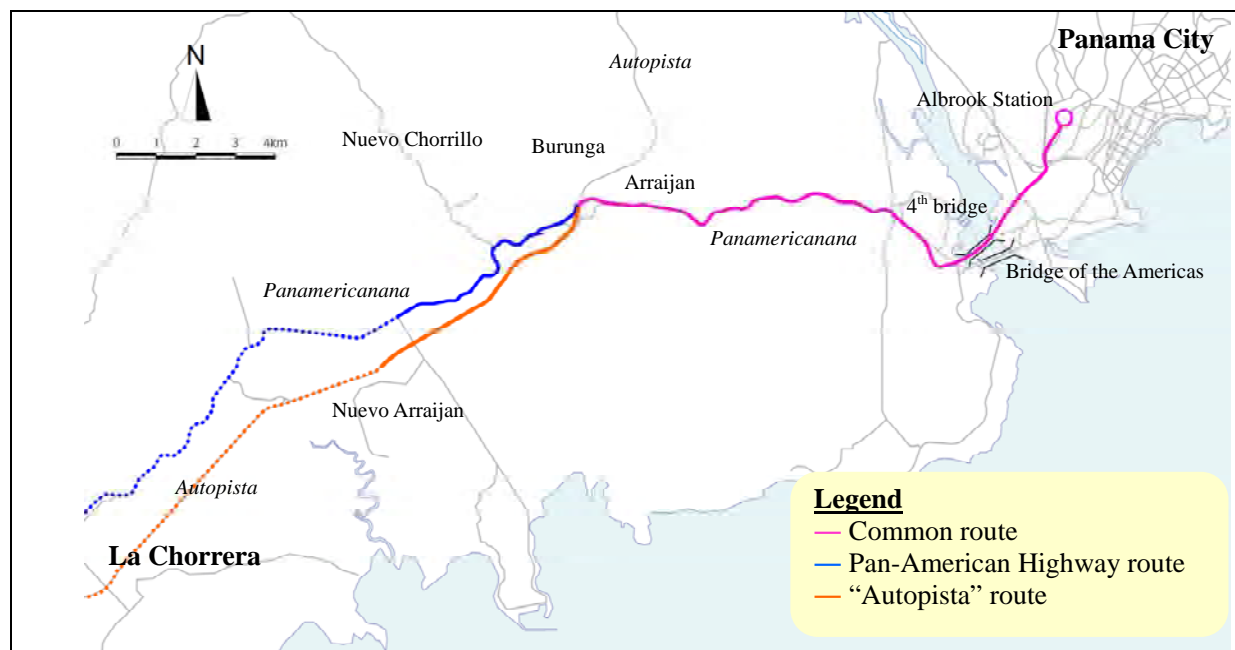 Panama City
N
Autopista
Albrook Station
0 1 2 3 4km
Nuevo Chorrillo
Burunga
Arraijan
4th bridge
Panamericanana
Bridge of the Americas
Panamericanana
Nuevo Arraijan
Autopista
La Chorrera
Legend
Common route
Pan-American Highway route
“Autopista” route